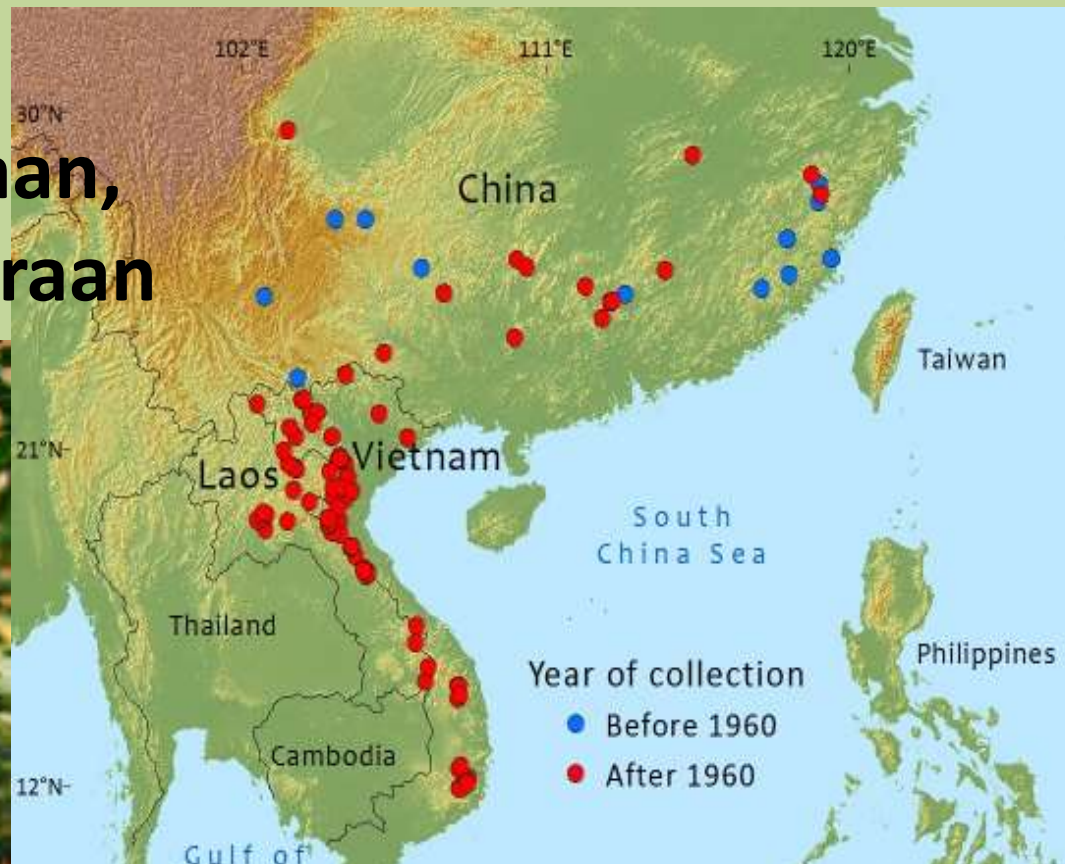 102°E
111°E
120°E
30°N
an,
raan
China
Taiwan
21°N
Laos
Vietnam
South
China Sea
Thailand
Philippines
Year of collection
Before 1960
After 1960
Cambodia
12°N
Gulf of